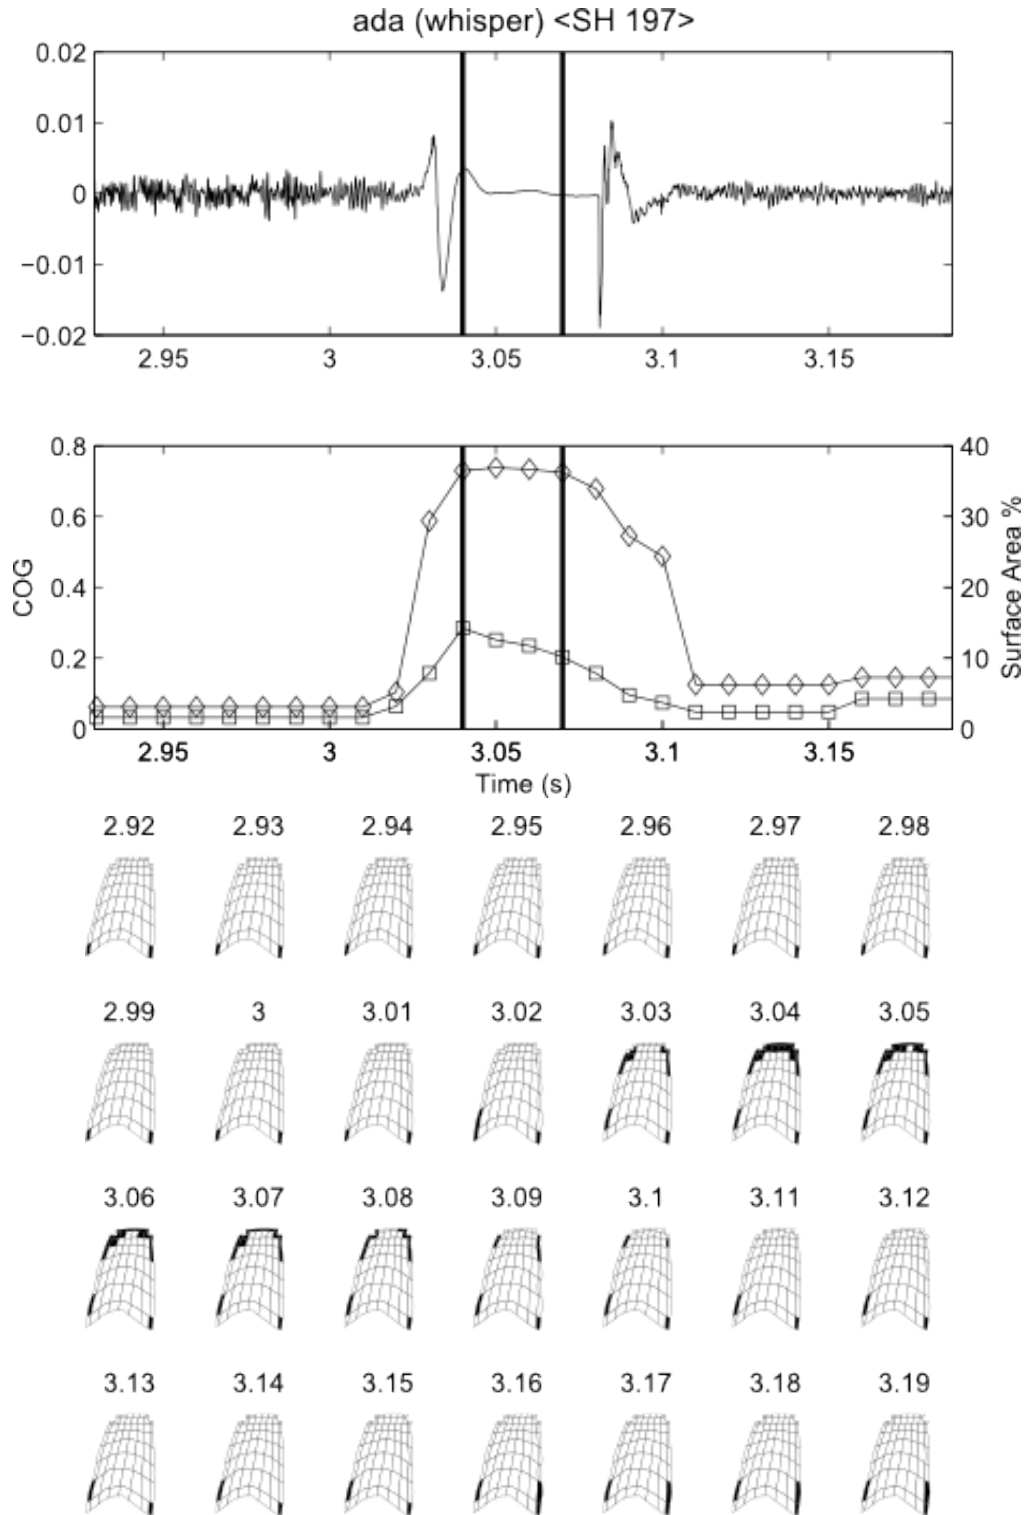 ada (whisper) <SH 197>
0.02
0.01
0
−0.01
−0.02
2.95 3 3.05 3.1 3.15
0.8 40
0.6 30
0.4 20
0.2 10
0 0
COG
Surface Area %
2.95 3 3.05 3.1 3.15
Time (s)
2.92 2.93 2.94 2.95 2.96 2.97 2.98
2.99 3 3.01 3.02 3.03 3.04 3.05
3.06 3.07 3.08 3.09 3.1 3.11 3.12
3.13 3.14 3.15 3.16 3.17 3.18 3.19